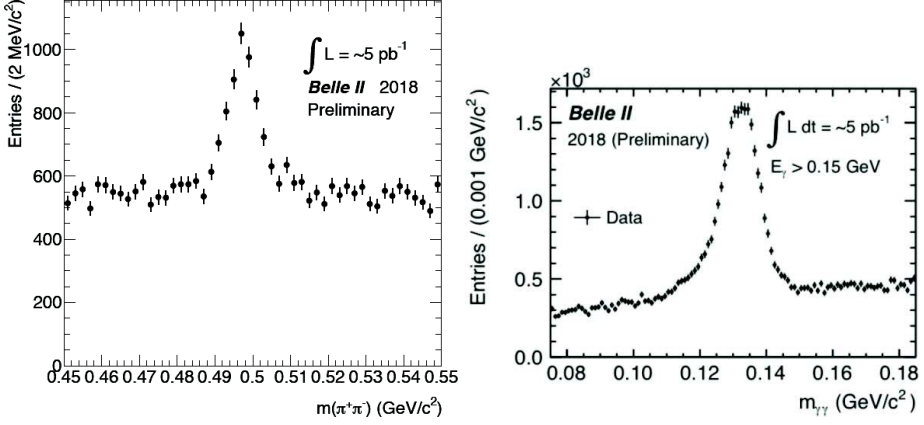 Entries / (2 MeV/c²)
1000
800
600
400
200
0
∫ L = ~5 pb⁻¹
Belle II 2018
Preliminary
0.45 0.46 0.47 0.48 0.49 0.5 0.51 0.52 0.53 0.54 0.55
m(π⁺π⁻) (GeV/c²)
×10³
Entries / (0.001 GeV/c²)
1.5
1.0
0.5
0.0
Belle II
2018 (Preliminary)
∫ L dt = ~5 pb⁻¹
Eγ > 0.15 GeV
Data
0.08 0.10 0.12 0.14 0.16 0.18
mγγ (GeV/c²)